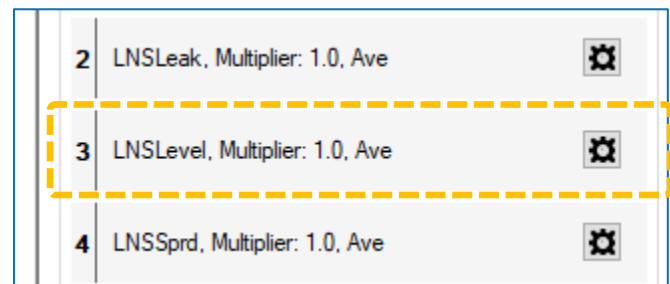 2 LNSLeak, Multiplier: 1.0, Ave
3 LNSLevel, Multiplier: 1.0, Ave
4 LNSSprd, Multiplier: 1.0, Ave